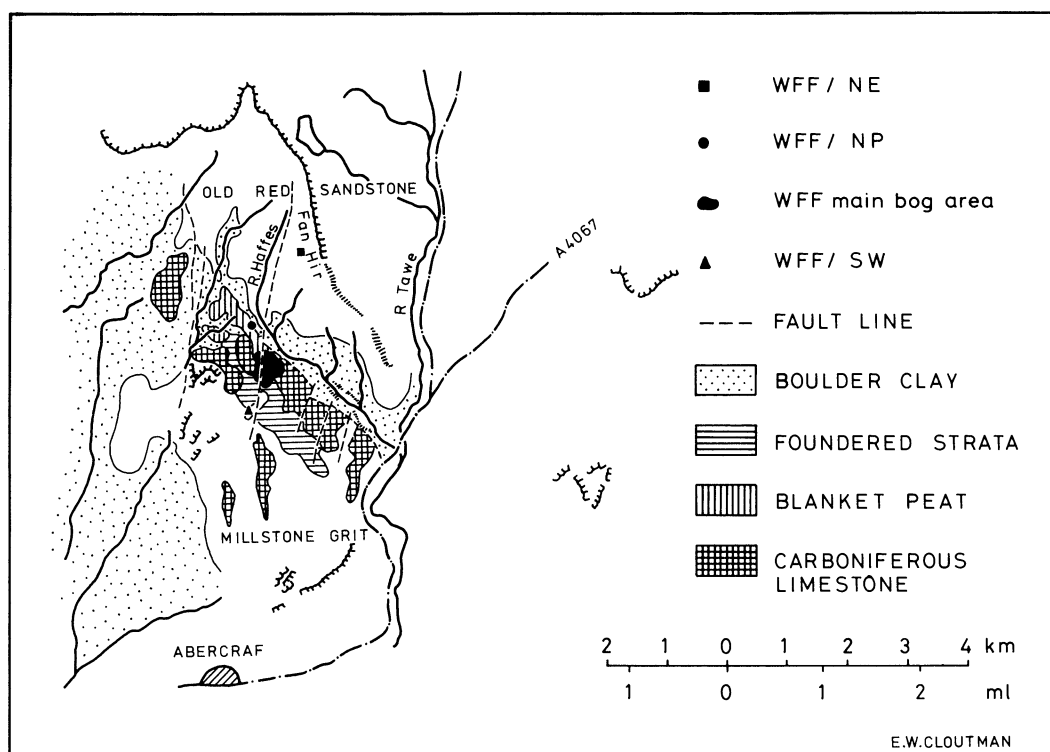 OLD RED SANDSTONE
Fan Hir
R. Haffes
R Tawe
A 4067
MILLSTONE GRIT
ABERCRAF
WFF / NE
WFF / NP
WFF main bog area
WFF / SW
FAULT LINE
BOULDER CLAY
FOUNDERED STRATA
BLANKET PEAT
CARBONIFEROUS
LIMESTONE
2 1 0 1 2 3 4 km
1 0 1 2 ml
E.W.CLOUTMAN